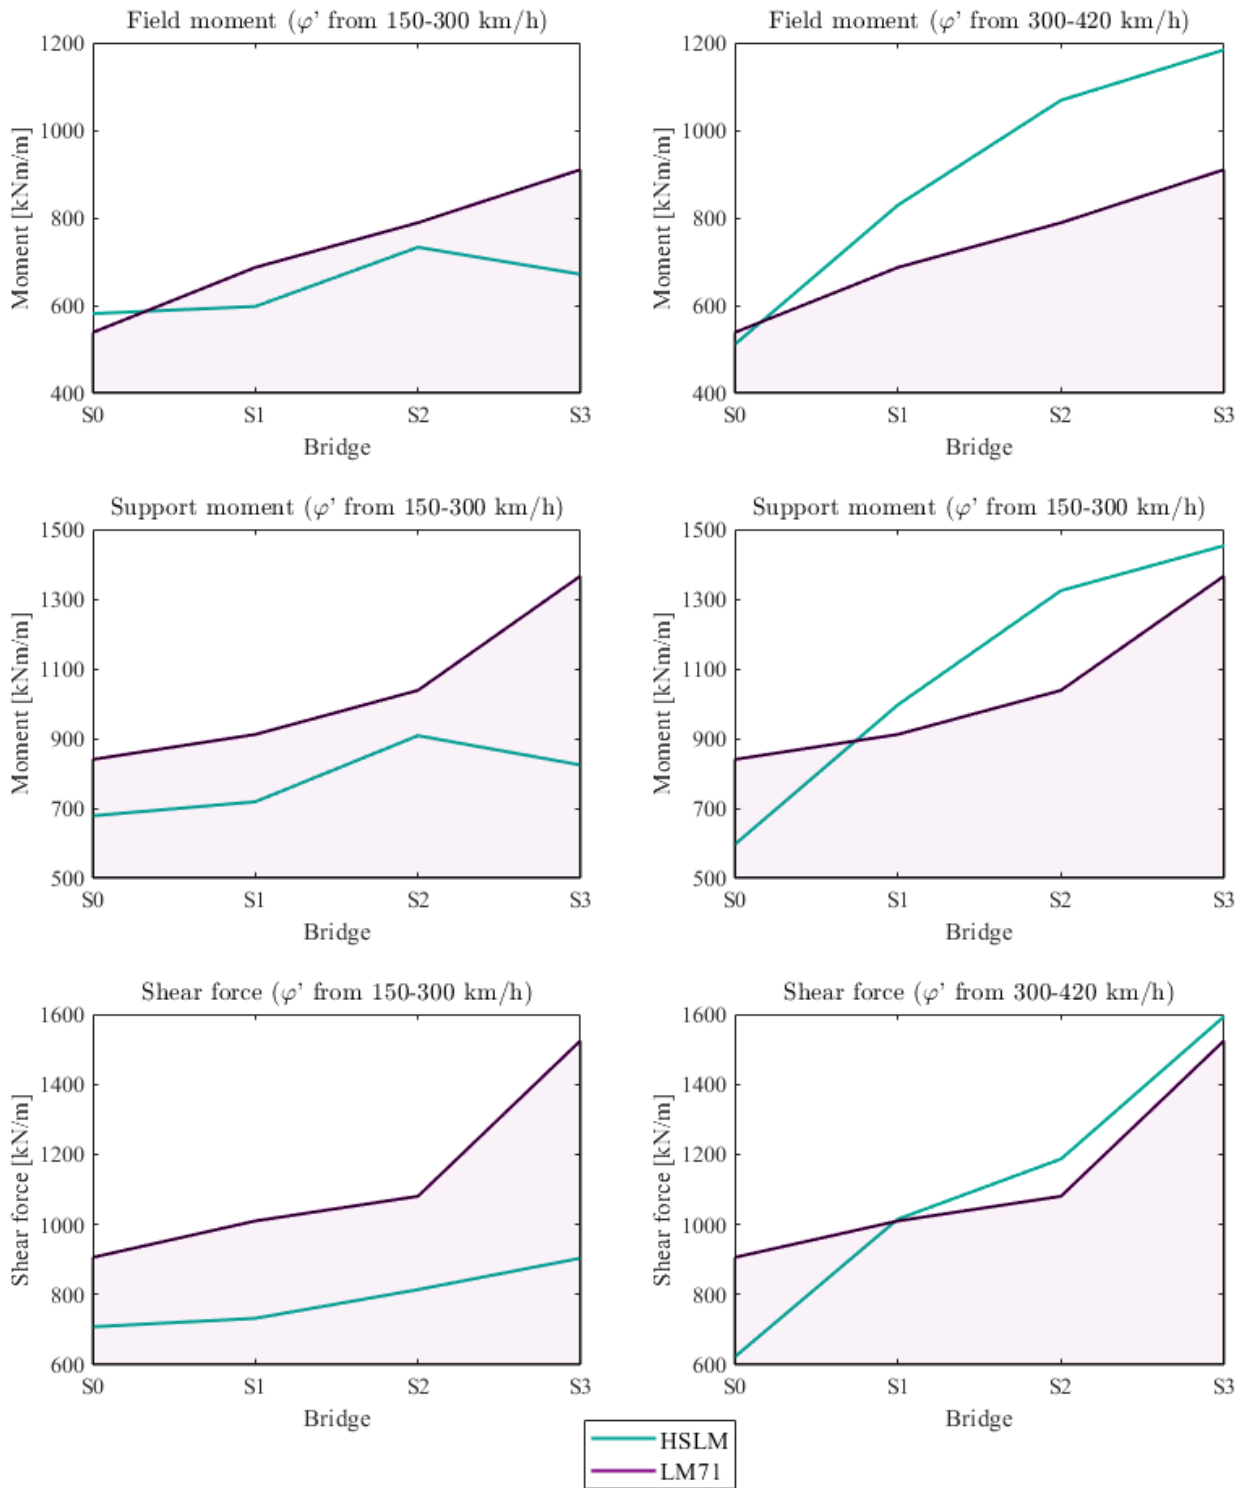 Field moment (φ' from 150-300 km/h)
1200
1000
800
600
400
Moment [kNm/m]
S0 S1 S2 S3
Bridge
Field moment (φ' from 300-420 km/h)
1200
1000
800
600
400
Moment [kNm/m]
S0 S1 S2 S3
Bridge
Support moment (φ' from 150-300 km/h)
1500
1300
1100
900
700
500
Moment [kNm/m]
S0 S1 S2 S3
Bridge
Support moment (φ' from 150-300 km/h)
1500
1300
1100
900
700
500
Moment [kNm/m]
S0 S1 S2 S3
Bridge
Shear force (φ' from 150-300 km/h)
1600
1400
1200
1000
800
600
Shear force [kN/m]
S0 S1 S2 S3
Bridge
Shear force (φ' from 300-420 km/h)
1600
1400
1200
1000
800
600
Shear force [kN/m]
S0 S1 S2 S3
Bridge
HSLM
LM71